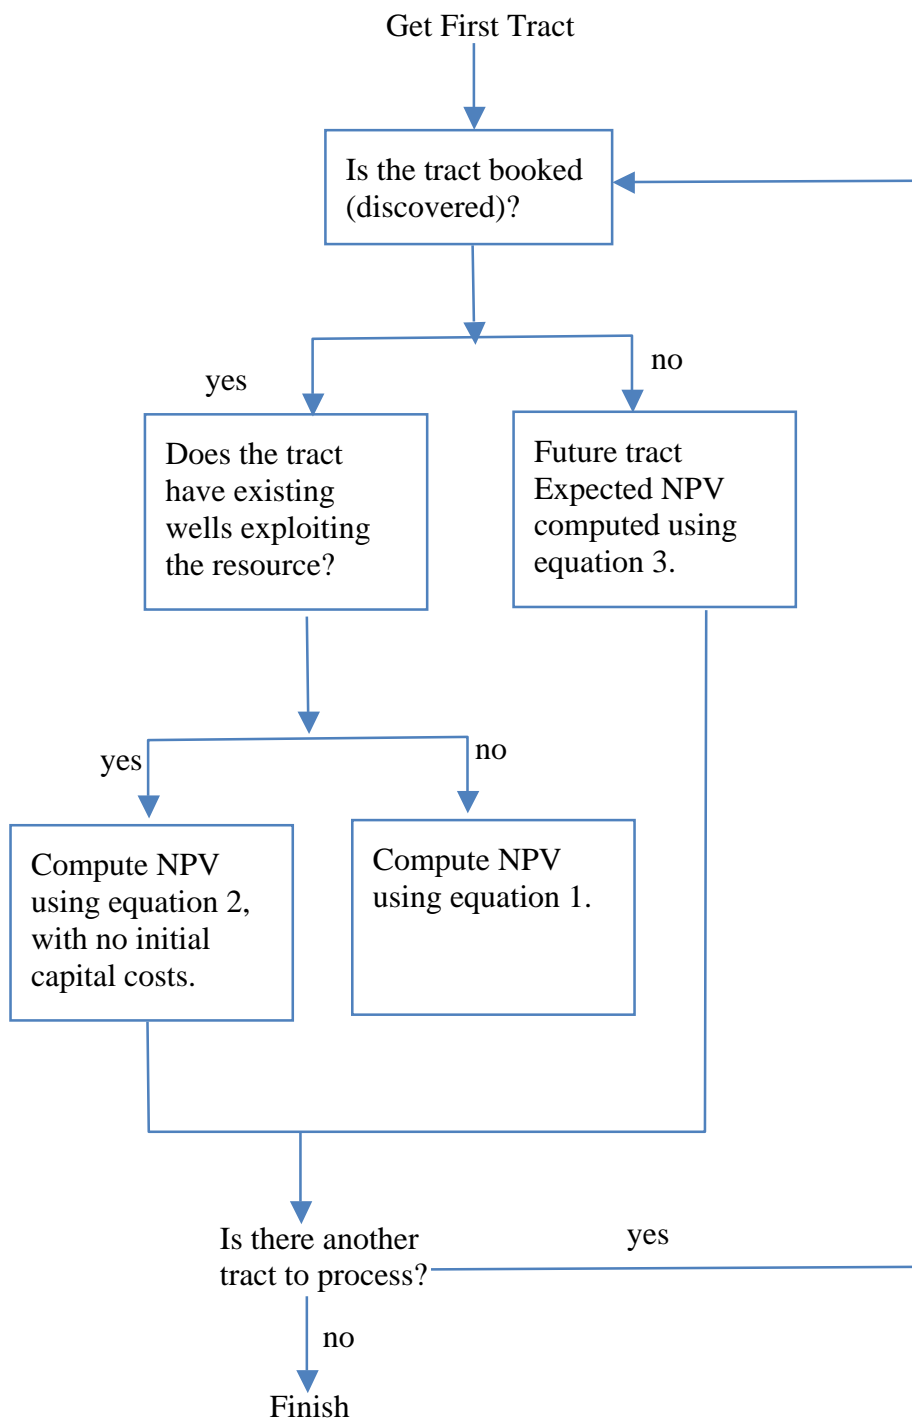 Get First Tract
Is the tract booked
(discovered)?
yes
no
Does the tract
have existing
wells exploiting
the resource?
Future tract
Expected NPV
computed using
equation 3.
yes
no
Compute NPV
using equation 2,
with no initial
capital costs.
Compute NPV
using equation 1.
Is there another
tract to process?
yes
no
Finish